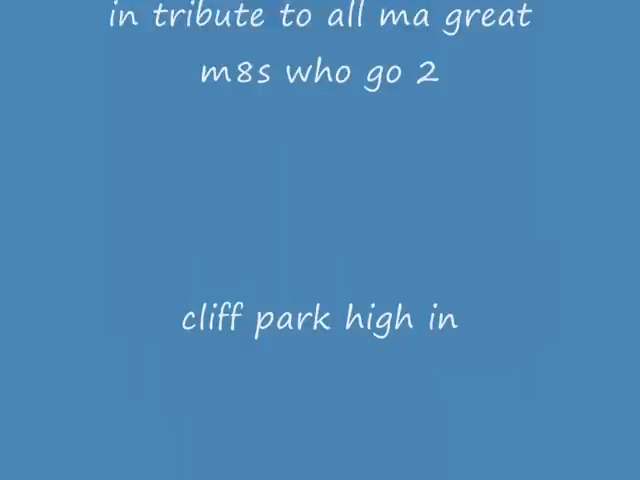 in tribute to all ma great
m8s who go 2
cliff park high in